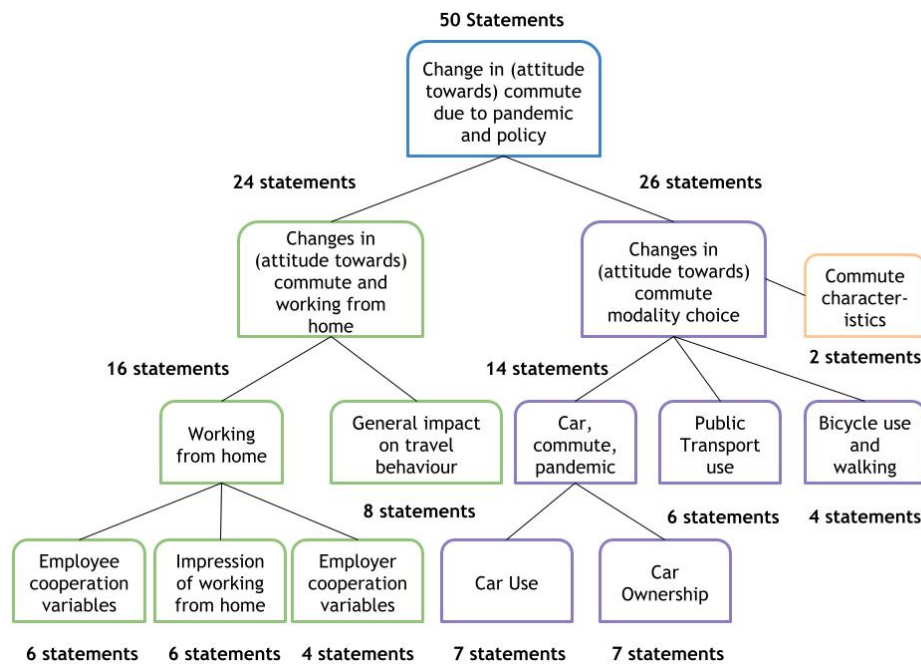 50 Statements
Change in (attitude
towards) commute
due to pandemic
and policy
24 statements
26 statements
Changes in
(attitude towards)
commute and
working from
home
Changes in
(attitude towards)
commute
modality choice
Commute
character-
istics
16 statements
14 statements
2 statements
Working
from home
General impact
on travel
behaviour
Car,
commute,
pandemic
Public
Transport
use
Bicycle use
and
walking
8 statements
6 statements
4 statements
Employee
cooperation
variables
Impression
of working
from home
Employer
cooperation
variables
Car Use
Car
Ownership
6 statements
6 statements
4 statements
7 statements
7 statements